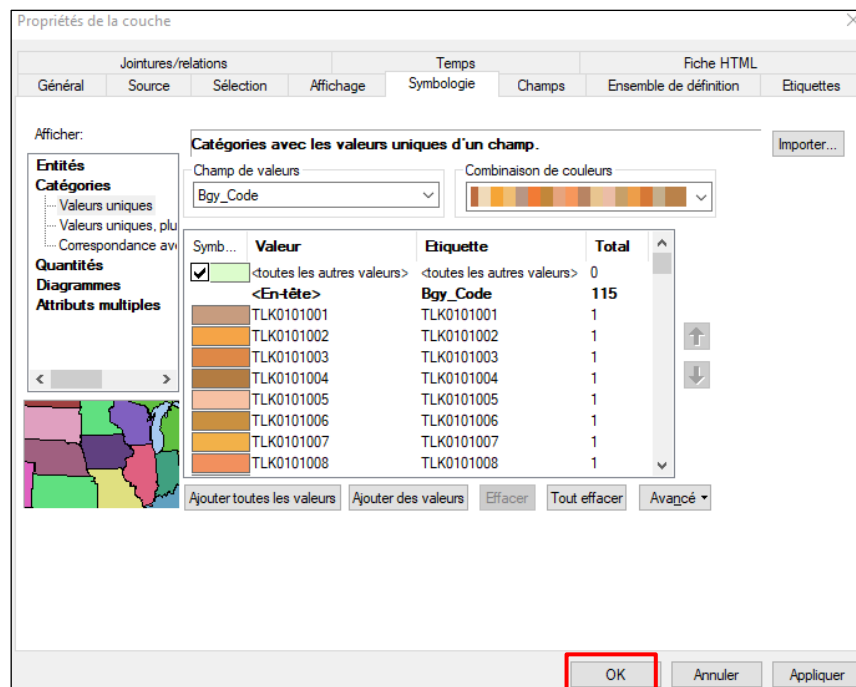 Propriétés de la couche
Jointures/relations Temps Fiche HTML
Général Source Sélection Affichage Symbologie Champs Ensemble de définition Etiquettes
Afficher:
Entités
Catégories
Valeurs uniques
Valeurs uniques, plu
Correspondance ave
Quantités
Diagrammes
Attributs multiples
Catégories avec les valeurs uniques d'un champ.
Importer...
Champ de valeurs
Bgy_Code
Combinaison de couleurs
Symb... Valeur Etiquette Total
<toutes les autres valeurs> <toutes les autres valeurs> 0
<En-tête> Bgy_Code 115
TLK0101001 TLK0101001 1
TLK0101002 TLK0101002 1
TLK0101003 TLK0101003 1
TLK0101004 TLK0101004 1
TLK0101005 TLK0101005 1
TLK0101006 TLK0101006 1
TLK0101007 TLK0101007 1
TLK0101008 TLK0101008 1
Ajouter toutes les valeurs Ajouter des valeurs Effacer Tout effacer Avancé
OK Annuler Appliquer